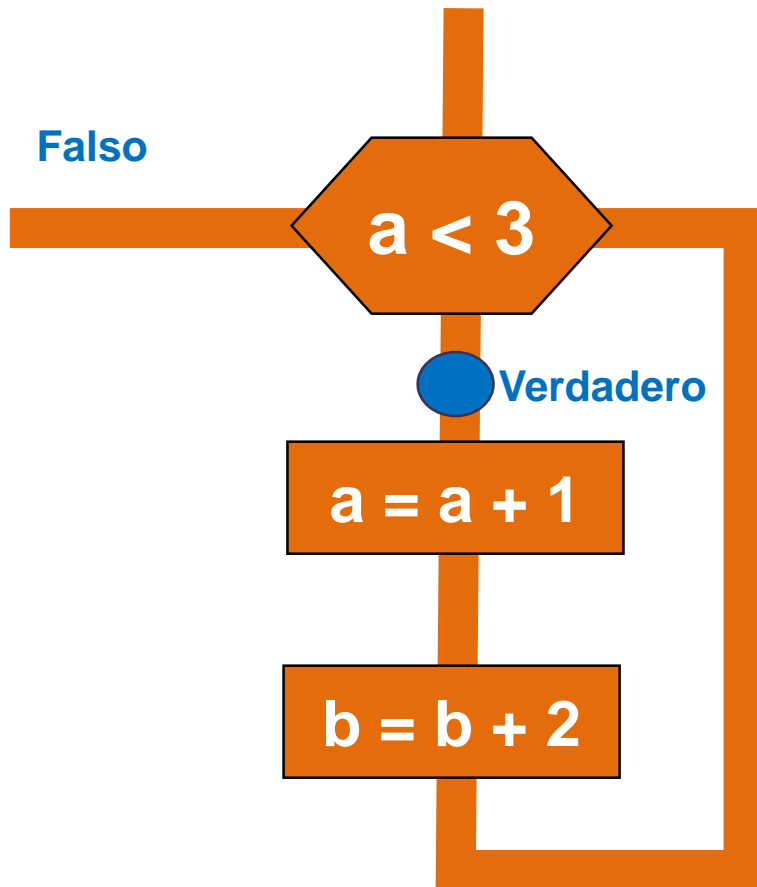 Falso
a < 3
Verdadero
a = a + 1
b = b + 2